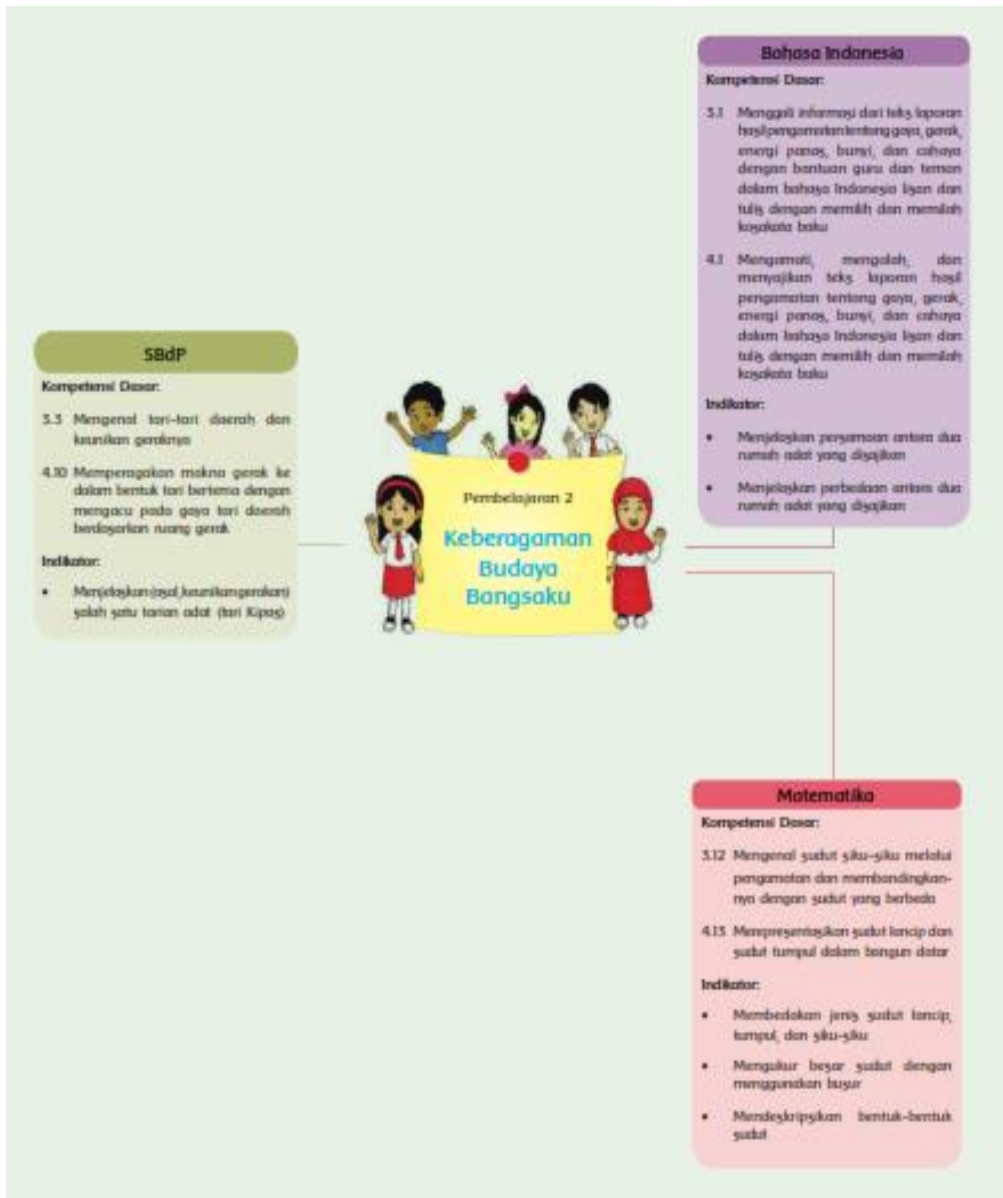 Bahasa Indonesia
Kompetensi Dasar:
3.1 Menggali informasi dari teks laporan
hasil pengamatan tentang gaya, gerak,
energi panas, bunyi, dan cahaya
dengan bantuan guru dan teman
dalam bahasa Indonesia lisan dan
tulis dengan memilih dan memilah
kosakata baku
4.1 Mengamati, mengolah, dan
menyajikan teks laporan hasil
pengamatan tentang gaya, gerak,
energi panas, bunyi, dan cahaya
dalam bahasa Indonesia lisan dan
tulis dengan memilih dan memilah
kosakata baku
Indikator:
• Menjelaskan persamaan antara dua
rumah adat yang disajikan
• Menjelaskan perbedaan antara dua
rumah adat yang disajikan
SBdP
Kompetensi Dasar:
3.3 Mengenal tari-tari daerah dan
keunikan geraknya
4.10 Memperagakan makna gerak ke
dalam bentuk tari bertema dengan
mengacu pada gaya tari daerah
berdasarkan ruang gerak
Indikator:
• Menjelaskan (asal, keunikan gerakan)
salah satu tarian adat (tari Kipas)
Pembelajaran 2
Keberagaman
Budaya
Bangsaku
Matematika
Kompetensi Dasar:
3.12 Mengenal sudut siku-siku melalui
pengamatan dan membandingkan-
nya dengan sudut yang berbeda
4.13 Merepresentasikan sudut lancip dan
sudut tumpul dalam bangun datar
Indikator:
• Membedakan jenis sudut lancip,
tumpul, dan siku-siku
• Mengukur besar sudut dengan
menggunakan busur
• Mendeskripsikan bentuk-bentuk
sudut